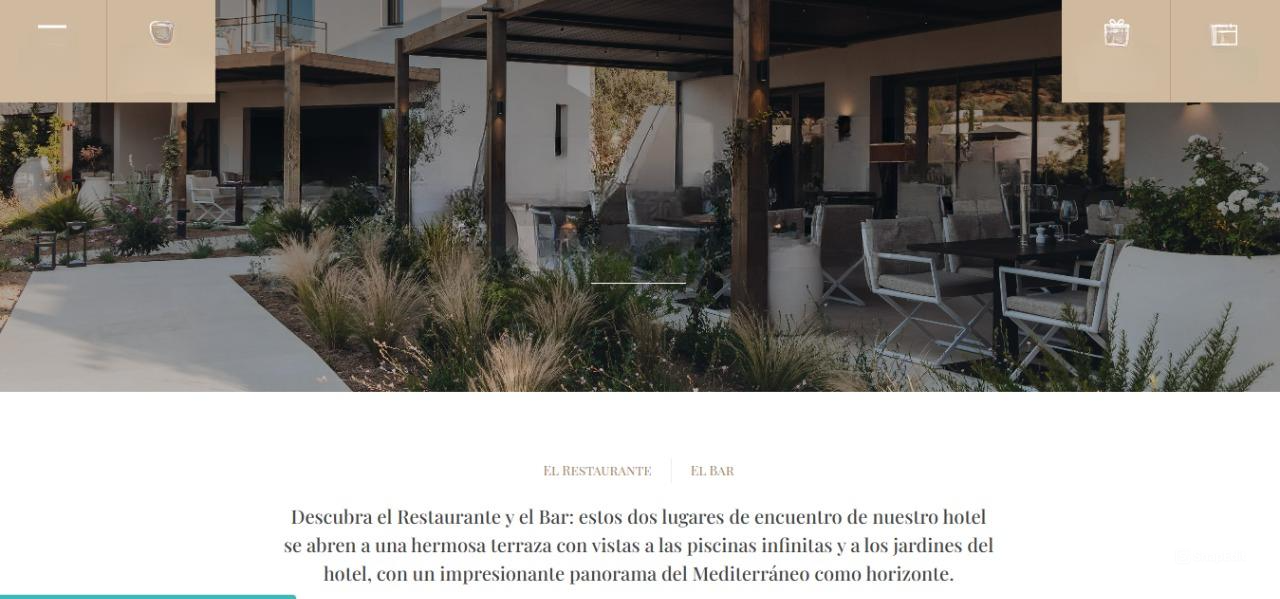 El Restaurante
El Bar
Descubra el Restaurante y el Bar: estos dos lugares de encuentro de nuestro hotel
se abren a una hermosa terraza con vistas a las piscinas infinitas y a los jardines del
hotel, con un impresionante panorama del Mediterráneo como horizonte.